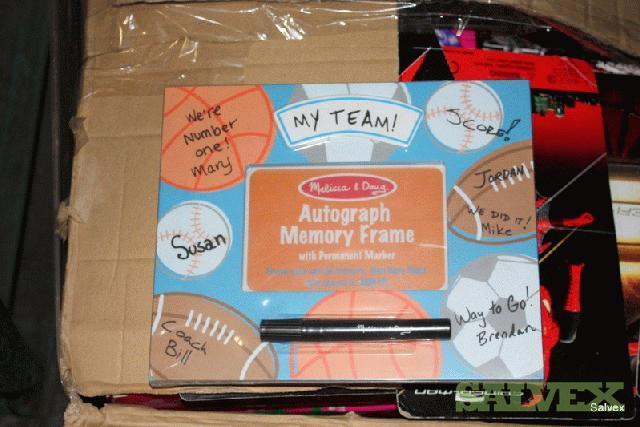 We're
Number
one!
Mary
MY TEAM!
SCORE!
JORDAN
WE DID IT!
Mike
Melissa & Doug
Autograph
Memory Frame
with Permanent Marker
Susan
Coach
Bill
Way to Go!
Brendan
SALVEX
Salvex